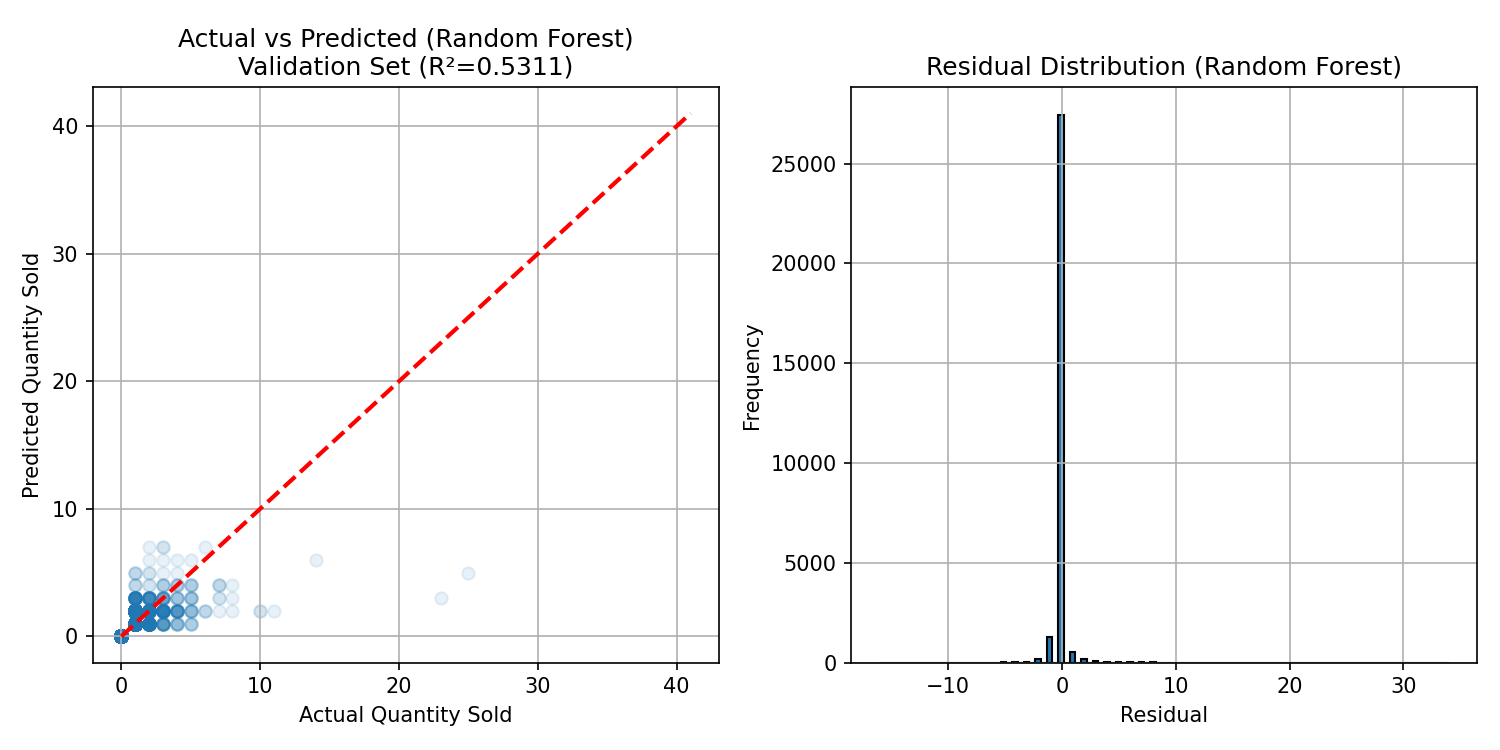 Actual vs Predicted (Random Forest)
Validation Set (R²=0.5311)
Predicted Quantity Sold
40
30
20
10
0
0 10 20 30 40
Actual Quantity Sold
Residual Distribution (Random Forest)
Frequency
25000
20000
15000
10000
5000
0
−10 0 10 20 30
Residual